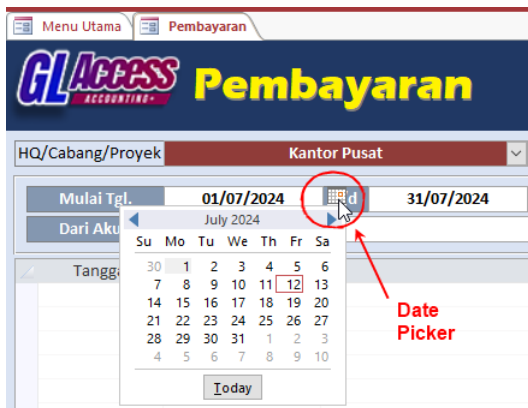 Menu Utama Pembayaran
GL ACCESS
ACCOUNTING+
Pembayaran
HQ/Cabang/Proyek Kantor Pusat
Mulai Tgl. 01/07/2024 d 31/07/2024
Dari Aku
July 2024
Su Mo Tu We Th Fr Sa
30 1 2 3 4 5 6
7 8 9 10 11 12 13
14 15 16 17 18 19 20
21 22 23 24 25 26 27
28 29 30 31 1 2 3
4 5 6 7 8 9 10
Today
Tangga
Date
Picker